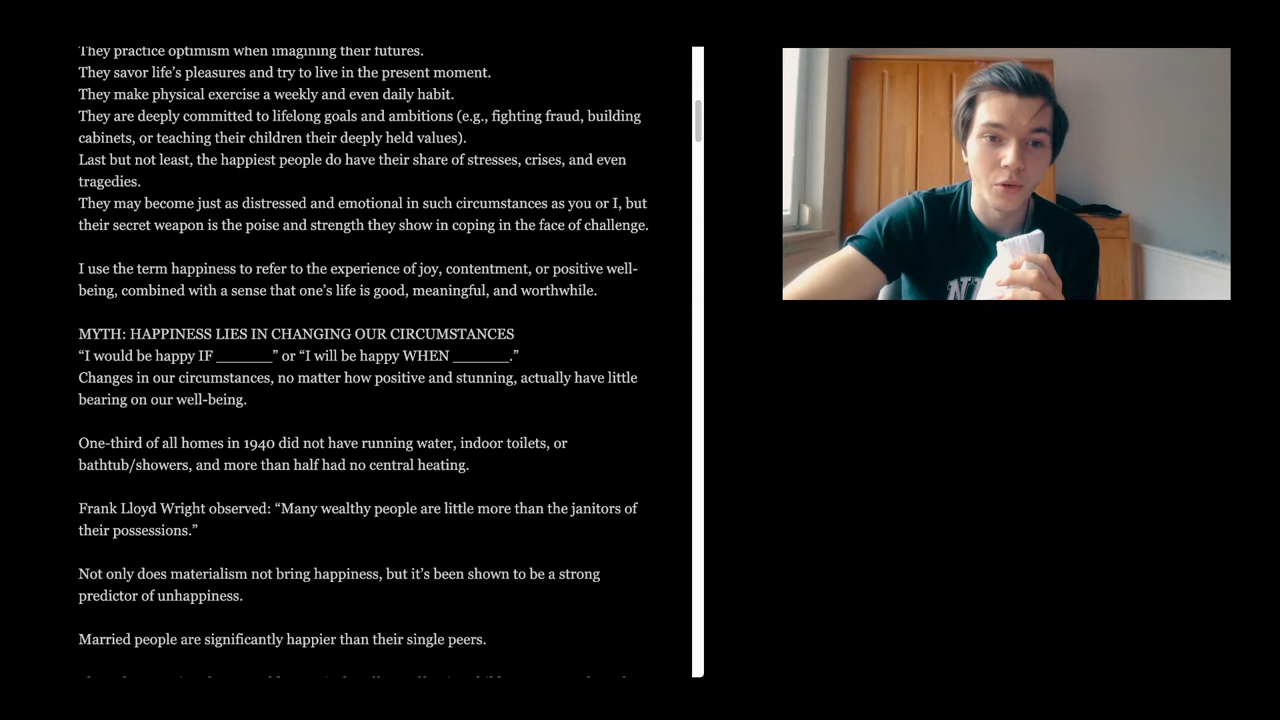 They practice optimism when imagining their futures.
They savor life’s pleasures and try to live in the present moment.
They make physical exercise a weekly and even daily habit.
They are deeply committed to lifelong goals and ambitions (e.g., fighting fraud, building
cabinets, or teaching their children their deeply held values).
Last but not least, the happiest people do have their share of stresses, crises, and even
tragedies.
They may become just as distressed and emotional in such circumstances as you or I, but
their secret weapon is the poise and strength they show in coping in the face of challenge.
I use the term happiness to refer to the experience of joy, contentment, or positive well-
being, combined with a sense that one’s life is good, meaningful, and worthwhile.
MYTH: HAPPINESS LIES IN CHANGING OUR CIRCUMSTANCES
“I would be happy IF _______” or “I will be happy WHEN _______.”
Changes in our circumstances, no matter how positive and stunning, actually have little
bearing on our well-being.
One-third of all homes in 1940 did not have running water, indoor toilets, or
bathtub/showers, and more than half had no central heating.
Frank Lloyd Wright observed: “Many wealthy people are little more than the janitors of
their possessions.”
Not only does materialism not bring happiness, but it’s been shown to be a strong
predictor of unhappiness.
Married people are significantly happier than their single peers.